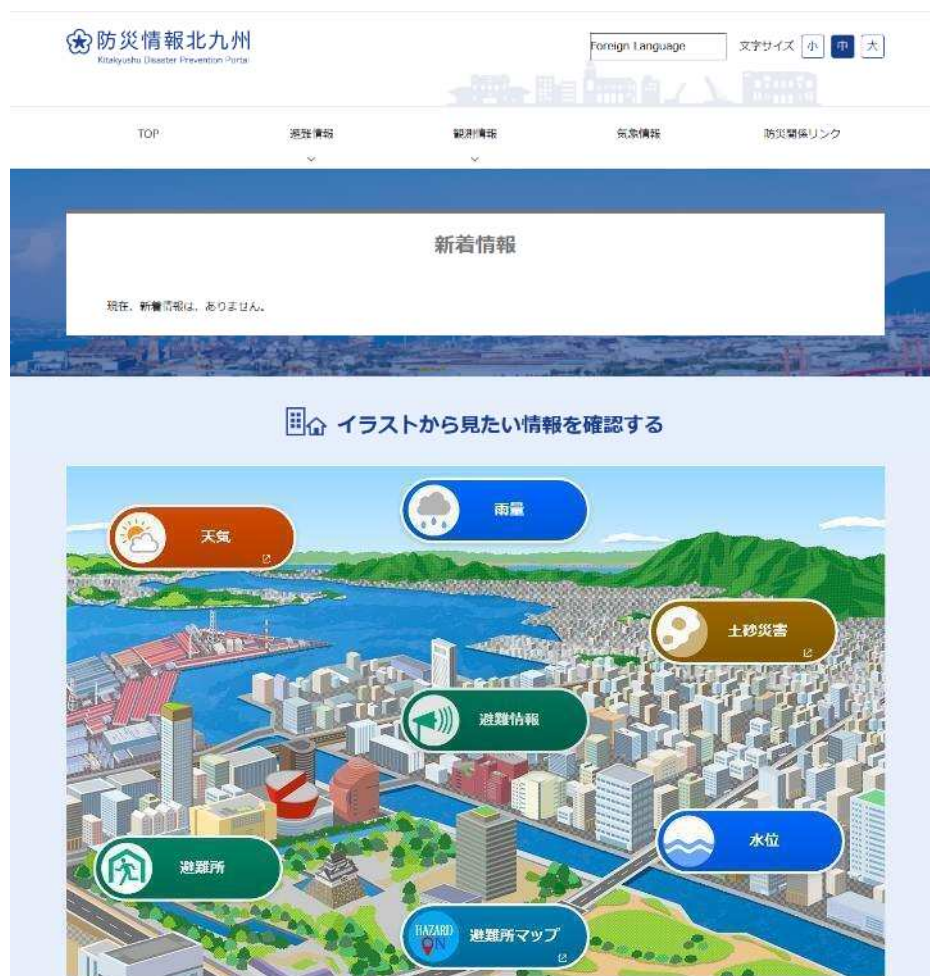 防災情報北九州
Kitakyushu Disaster Prevention Portal
Foreign Language
文字サイズ 小 中 大
TOP 避難情報 観測情報 気象情報 防災関係リンク
新着情報
現在、新着情報は、ありません。
イラストから見たい情報を確認する
雨量
天気
土砂災害
避難情報
水位
避難所
HAZARD ON 避難所マップ